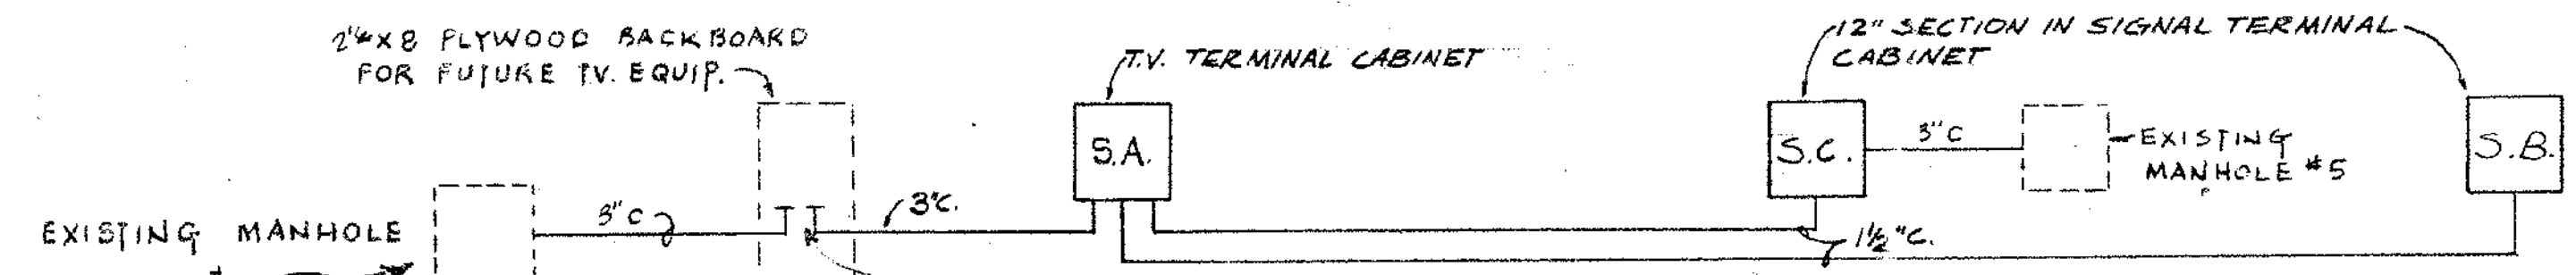 2'4"X8 PLYWOOD BACKBOARD
FOR FUTURE T.V. EQUIP.
T.V. TERMINAL CABINET
12" SECTION IN SIGNAL TERMINAL
CABINET
S.A.
S.C.
3"C
EXISTING
MANHOLE #5
S.B.
EXISTING MANHOLE
3"C
3"C.
1½"C.